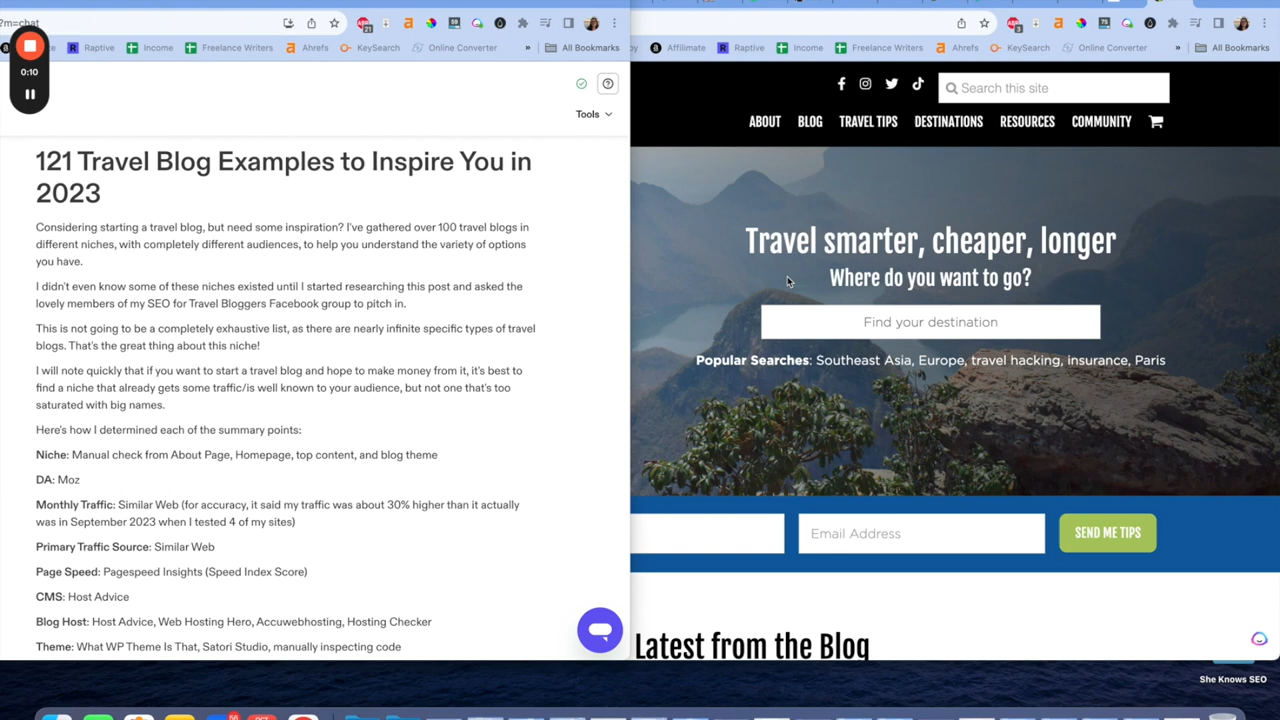 ?m=chat
0:10
21
59
Raptive
Income
Freelance Writers
Ahrefs
KeySearch
Online Converter
»
All Bookmarks
Tools
121 Travel Blog Examples to Inspire You in
2023
Considering starting a travel blog, but need some inspiration? I've gathered over 100 travel blogs in
different niches, with completely different audiences, to help you understand the variety of options
you have.
I didn't even know some of these niches existed until I started researching this post and asked the
lovely members of my SEO for Travel Bloggers Facebook group to pitch in.
This is not going to be a completely exhaustive list, as there are nearly infinite specific types of travel
blogs. That's the great thing about this niche!
I will note quickly that if you want to start a travel blog and hope to make money from it, it's best to
find a niche that already gets some traffic/is well known to your audience, but not one that's too
saturated with big names.
Here's how I determined each of the summary points:
Niche: Manual check from About Page, Homepage, top content, and blog theme
DA: Moz
Monthly Traffic: Similar Web (for accuracy, it said my traffic was about 30% higher than it actually
was in September 2023 when I tested 4 of my sites)
Primary Traffic Source: Similar Web
Page Speed: Pagespeed Insights (Speed Index Score)
CMS: Host Advice
Blog Host: Host Advice, Web Hosting Hero, Accuwebhosting, Hosting Checker
Theme: What WP Theme Is That, Satori Studio, manually inspecting code
3
75
Affilimate
Raptive
Income
Freelance Writers
Ahrefs
KeySearch
Online Converter
»
All Bookmarks
Search this site
ABOUT BLOG TRAVEL TIPS DESTINATIONS RESOURCES COMMUNITY
Travel smarter, cheaper, longer
Where do you want to go?
Find your destination
Popular Searches: Southeast Asia, Europe, travel hacking, insurance, Paris
Email Address
SEND ME TIPS
Latest from the Blog
She Knows SEO